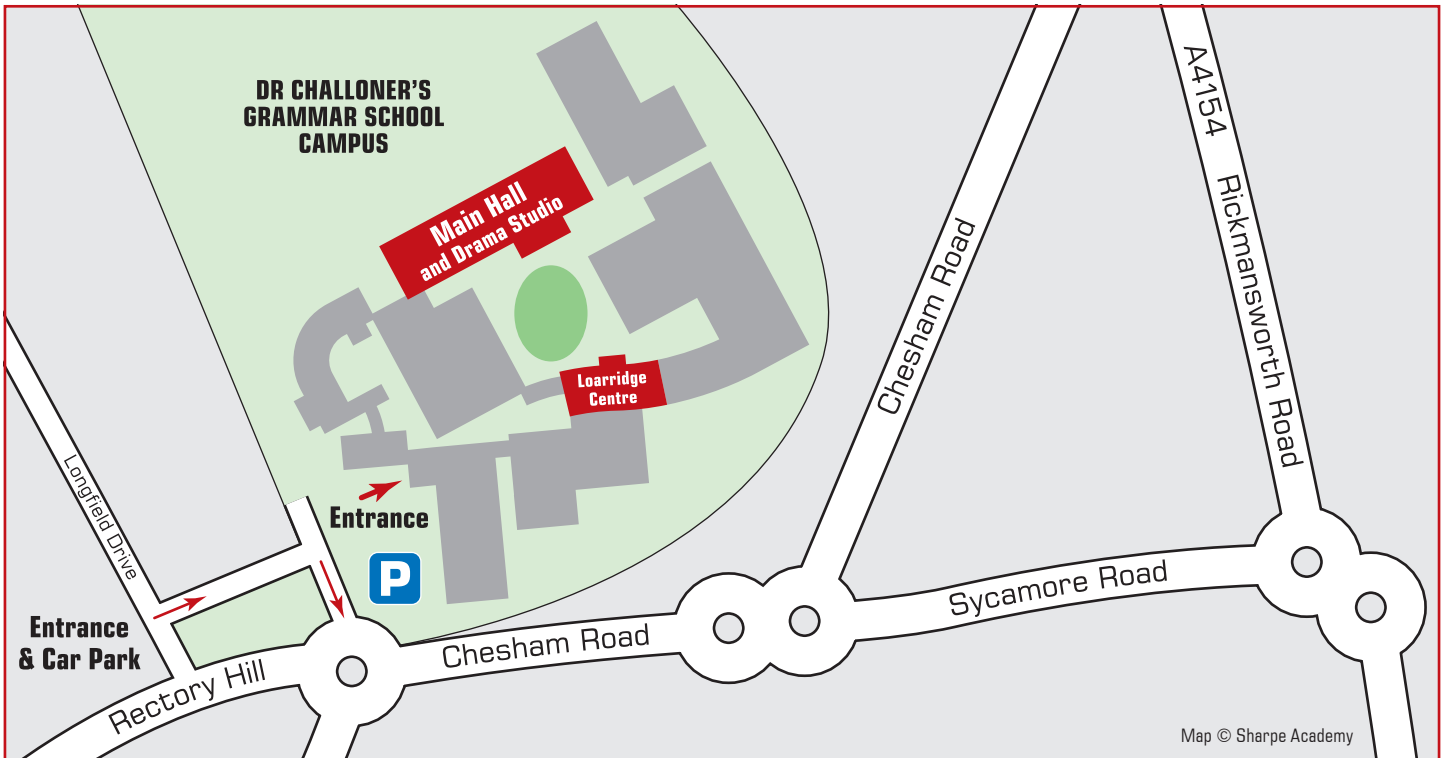 DR CHALLONER'S
GRAMMAR SCHOOL
CAMPUS
A4154 Rickmansworth Road
Main Hall
and Drama Studio
Chesham Road
Loarridge
Centre
Longfield Drive
Entrance
P
Sycamore Road
Entrance
& Car Park
Chesham Road
Rectory Hill
Map © Sharpe Academy